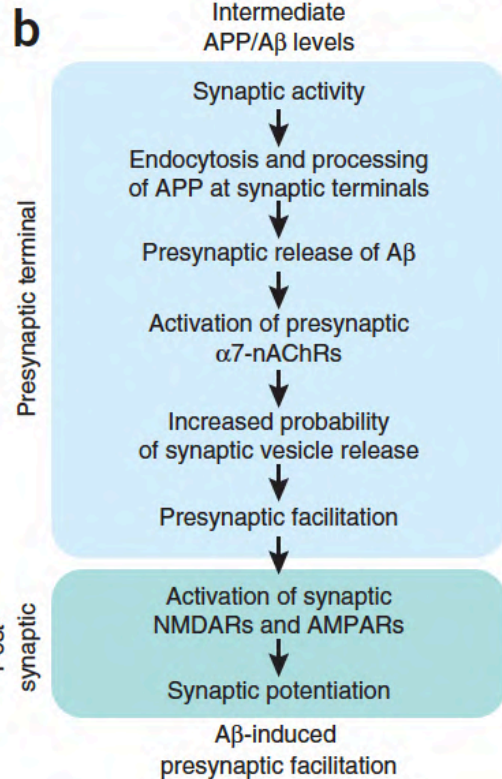 b
Intermediate
APP/Aβ levels
Presynaptic terminal
Synaptic activity
Endocytosis and processing
of APP at synaptic terminals
Presynaptic release of Aβ
Activation of presynaptic
α7-nAChRs
Increased probability
of synaptic vesicle release
Presynaptic facilitation
synaptic
Activation of synaptic
NMDARs and AMPARs
Synaptic potentiation
Aβ-induced
presynaptic facilitation